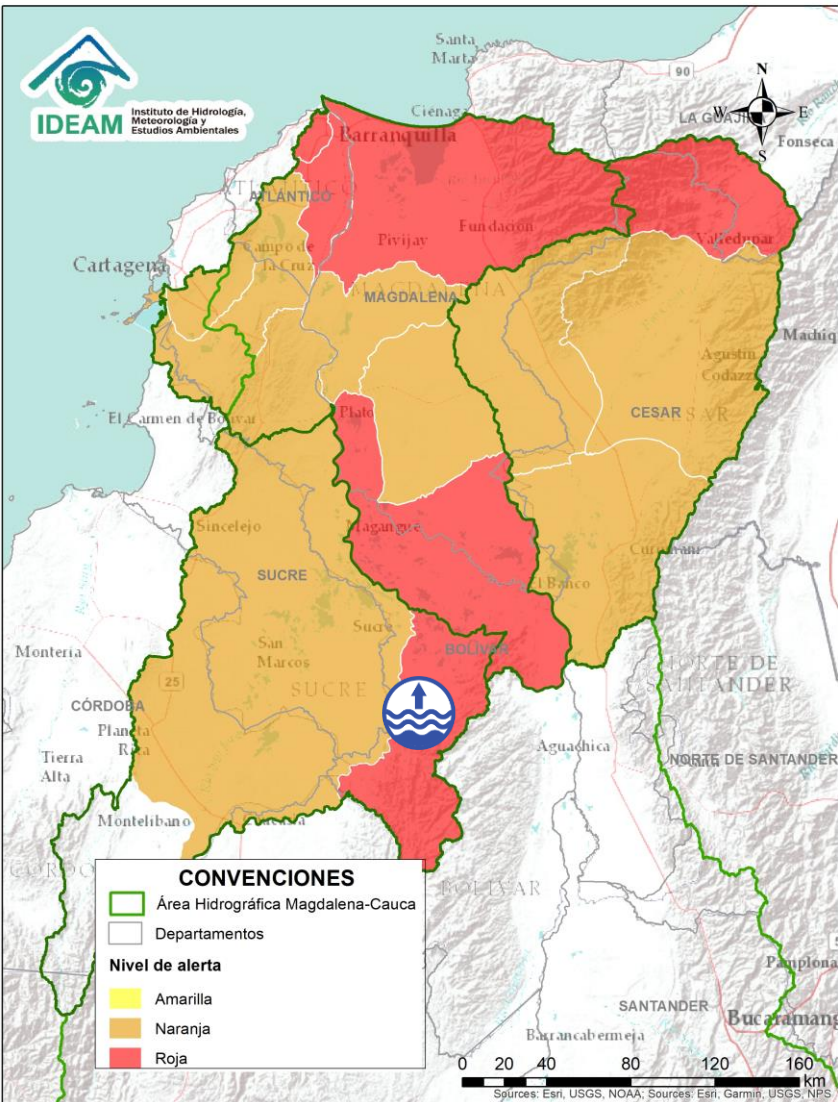 IDEAM
Instituto de Hidrología,
Meteorología y
Estudios Ambientales
Santa
Marta
90
N
W
E
S
LA GUAJI
Ciénaga
Barranquilla
Fonseca
ATLÁNTICO
Fundación
Pivijay
Valledupar
Campo de
la Cruz
Cartagena
MAGDALENA
MAGDALENA
Agustín
Codazzi
CESAR
CESAR
Plato
El Carmen de Bolívar
Sincelejo
Magangué
SUCRE
El Banco
Sucre
BOLÍVAR
San
Marcos
Montería
SUCRE
25
NORTE DE
SANTANDER
CÓRDOBA
Planeta
Rica
Aguachica
NORTE DE SANTANDER
Tierra
Alta
Montelíbano
BOLÍVAR
CONVENCIONES
Área Hidrográfica Magdalena-Cauca
Departamentos
Nivel de alerta
Amarilla
Naranja
Roja
Pamplona
SANTANDER
Bucaramang
Barrancabermeja
0 20 40 80 120 160
km
Sources: Esri, USGS, NOAA; Sources: Esri, Garmin, USGS, NPS